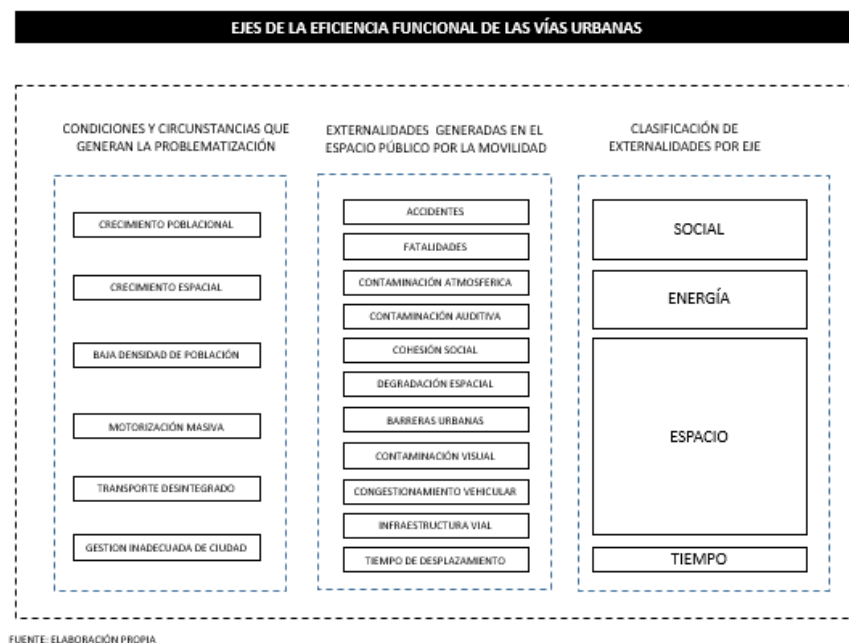 EJES DE LA EFICIENCIA FUNCIONAL DE LAS VÍAS URBANAS
CONDICIONES Y CIRCUNSTANCIAS QUE
GENERAN LA PROBLEMATIZACIÓN
CRECIMIENTO POBLACIONAL
CRECIMIENTO ESPACIAL
BAJA DENSIDAD DE POBLACIÓN
MOTORIZACIÓN MASIVA
TRANSPORTE DESINTEGRADO
GESTION INADECUADA DE CIUDAD
EXTERNALIDADES GENERADAS EN EL
ESPACIO PÚBLICO POR LA MOVILIDAD
ACCIDENTES
FATALIDADES
CONTAMINACIÓN ATMOSFERICA
CONTAMINACIÓN AUDITIVA
COHESIÓN SOCIAL
DEGRADACIÓN ESPACIAL
BARRERAS URBANAS
CONTAMINACIÓN VISUAL
CONGESTIONAMIENTO VEHICULAR
INFRAESTRUCTURA VIAL
TIEMPO DE DESPLAZAMIENTO
CLASIFICACIÓN DE
EXTERNALIDADES POR EJE
SOCIAL
ENERGÍA
ESPACIO
TIEMPO
FUENTE: ELABORACIÓN PROPIA